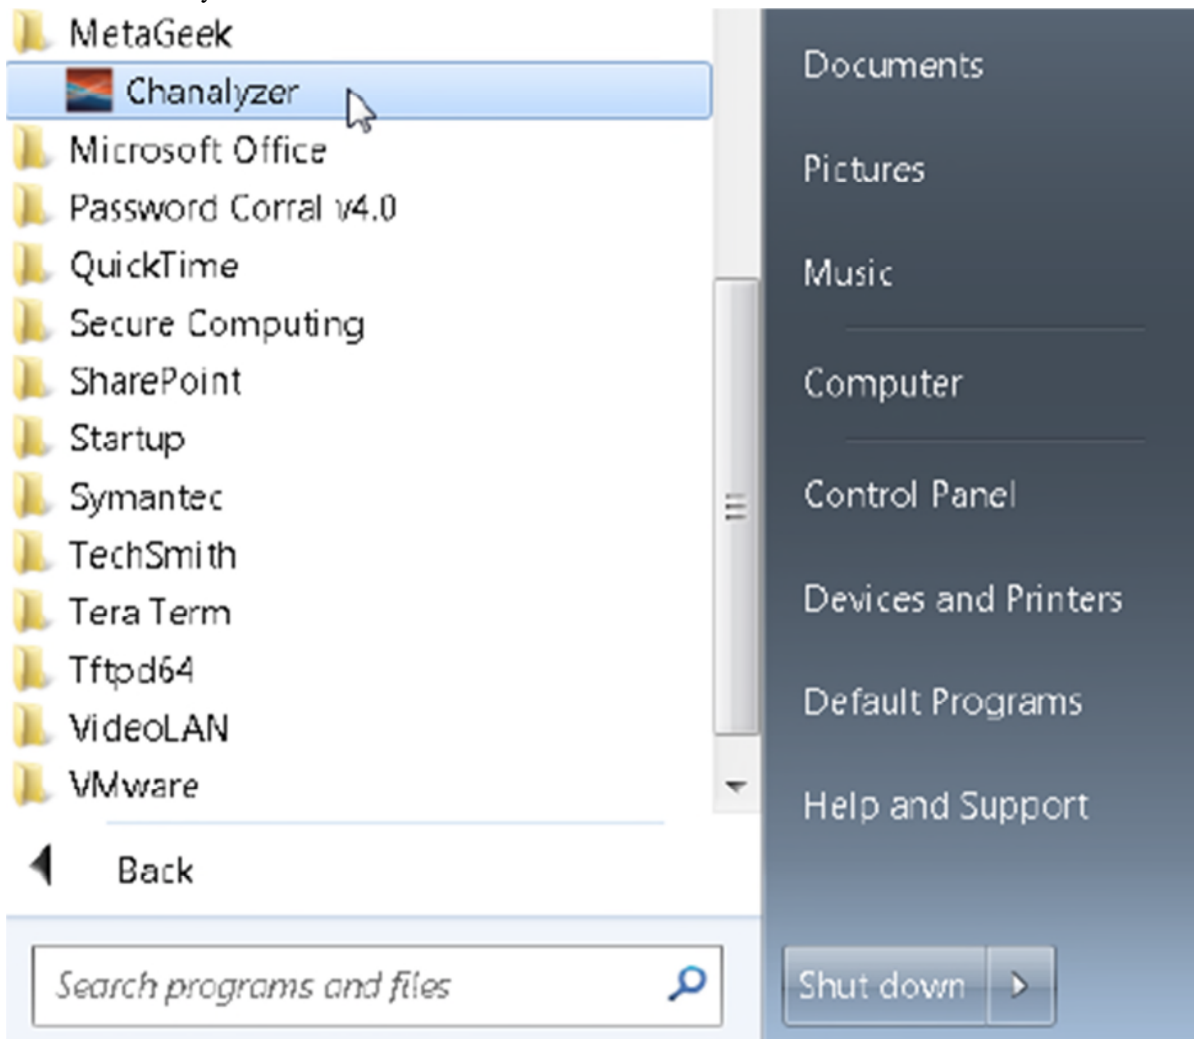 MetaGeek
Chanalyzer
Microsoft Office
Password Corral v4.0
QuickTime
Secure Computing
SharePoint
Startup
Symantec
TechSmith
Tera Term
Tftpd64
VideoLAN
VMware
Back
Search programs and files
Documents
Pictures
Music
Computer
Control Panel
Devices and Printers
Default Programs
Help and Support
Shut down